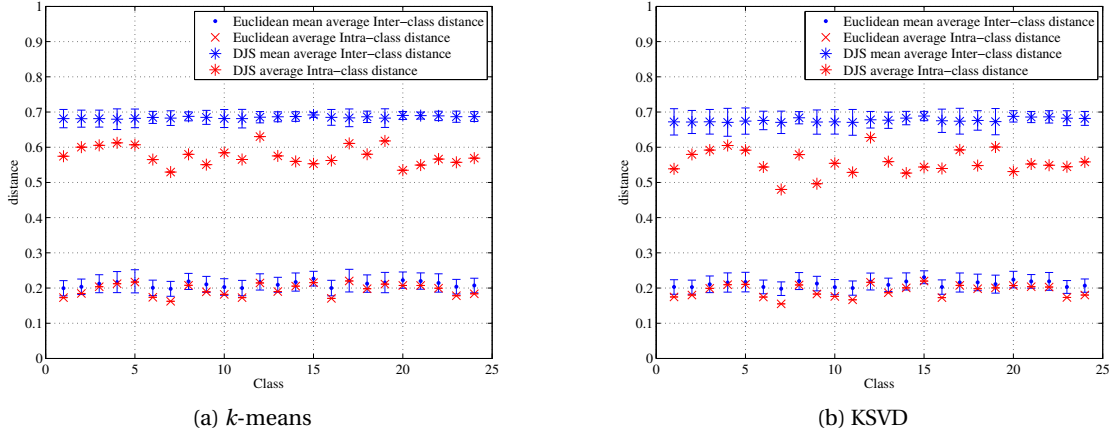 1
0.9
0.8
0.7
0.6
0.5
0.4
0.3
0.2
0.1
0
distance
0 5 10 15 20 25
Class
Euclidean mean average Inter−class distance
Euclidean average Intra−class distance
DJS mean average Inter−class distance
DJS average Intra−class distance
(a) k-means
1
0.9
0.8
0.7
0.6
0.5
0.4
0.3
0.2
0.1
0
distance
0 5 10 15 20 25
Class
Euclidean mean average Inter−class distance
Euclidean average Intra−class distance
DJS mean average Inter−class distance
DJS average Intra−class distance
(b) KSVD